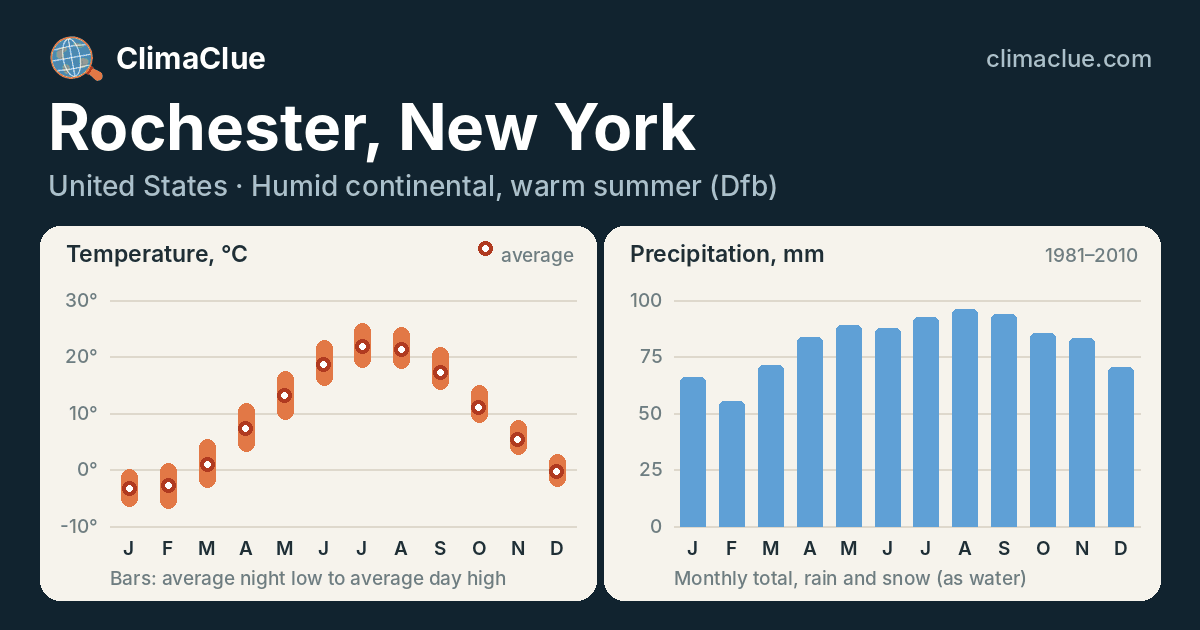 ClimaClue
climaclue.com
Rochester, New York
United States · Humid continental, warm summer (Dfb)
Temperature, °C
average
30°
20°
10°
0°
-10°
J F M A M J J A S O N D
Bars: average night low to average day high
Precipitation, mm
1981–2010
100
75
50
25
0
J F M A M J J A S O N D
Monthly total, rain and snow (as water)